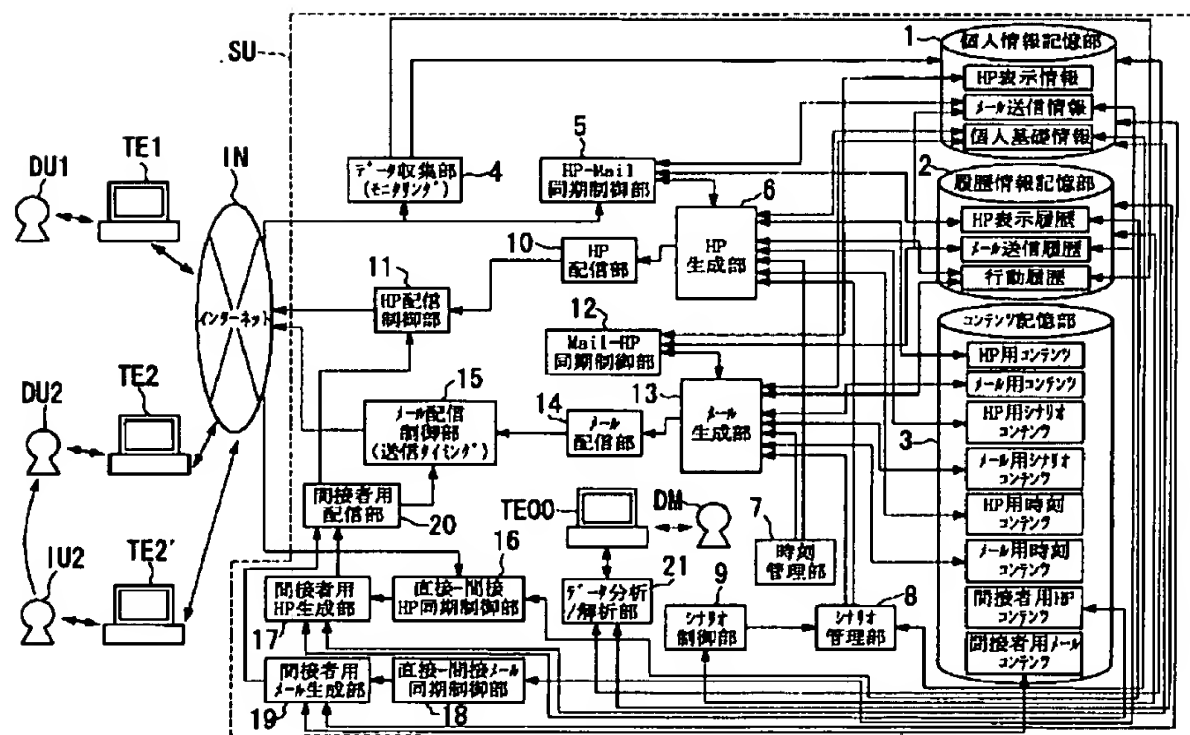 SU
1
個人情報記憶部
HP表示情報
メール送信情報
個人基礎情報
2
履歴情報記憶部
HP表示履歴
メール送信履歴
行動履歴
コンテンツ記憶部
3
HP用コンテンツ
メール用コンテンツ
HP用シナリオ
コンテンツ
メール用シナリオ
コンテンツ
HP用時刻
コンテンツ
メール用時刻
コンテンツ
間接者用HP
コンテンツ
間接者用メール
コンテンツ
DU1
TE1
IN
インターネット
DU2
TE2
IU2
TE2'
データ収集部
(モニタリング)
4
5
HP-Mail
同期制御部
6
HP
生成部
10
HP
配信部
11
HP配信
制御部
12
Mail-HP
同期制御部
13
メール
生成部
14
メール
配信部
15
メール配信
制御部
(送信タイミング)
間接者用
配信部
20
TE00
DM
7
時刻
管理部
16
直接-間接
HP同期制御部
間接者用
HP生成部
17
21
データ分析
/解析部
9
シナリオ
制御部
8
シナリオ
管理部
間接者用
メール生成部
19
直接-間接メール
同期制御部
18